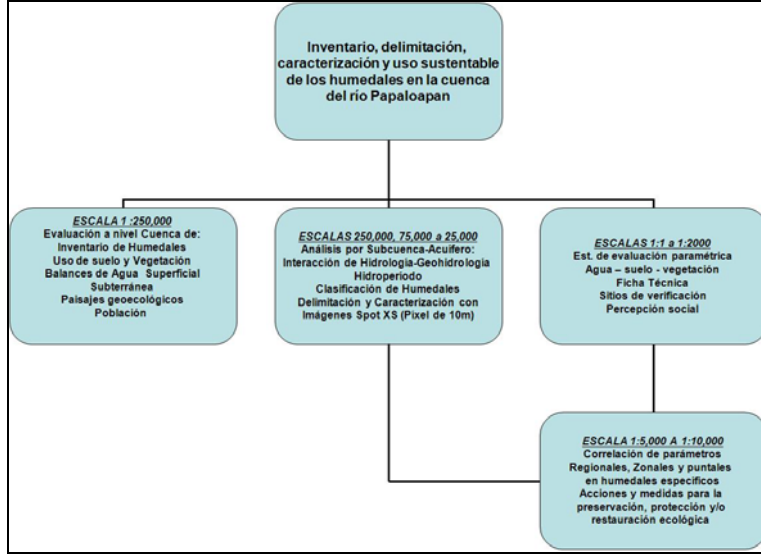 Inventario, delimitación,
caracterización y uso sustentable
de los humedales en la cuenca
del río Papaloapan
ESCALA 1 :250,000
Evaluación a nivel Cuenca de:
Inventario de Humedales
Uso de suelo y Vegetación
Balances de Agua Superficial
Subterránea
Paisajes geoecológicos
Población
ESCALAS 250,000, 75,000 a 25,000
Análisis por Subcuenca-Acuífero:
Interacción de Hidrología-Geohidrología
Hidroperiodo
Clasificación de Humedales
Delimitación y Caracterización con
Imágenes Spot XS (Pixel de 10m)
ESCALAS 1:1 a 1:2000
Est. de evaluación paramétrica
Agua – suelo - vegetación
Ficha Técnica
Sitios de verificación
Percepción social
ESCALA 1:5,000 A 1:10,000
Correlación de parámetros
Regionales, Zonales y puntales
en humedales específicos
Acciones y medidas para la
preservación, protección y/o
restauración ecológica